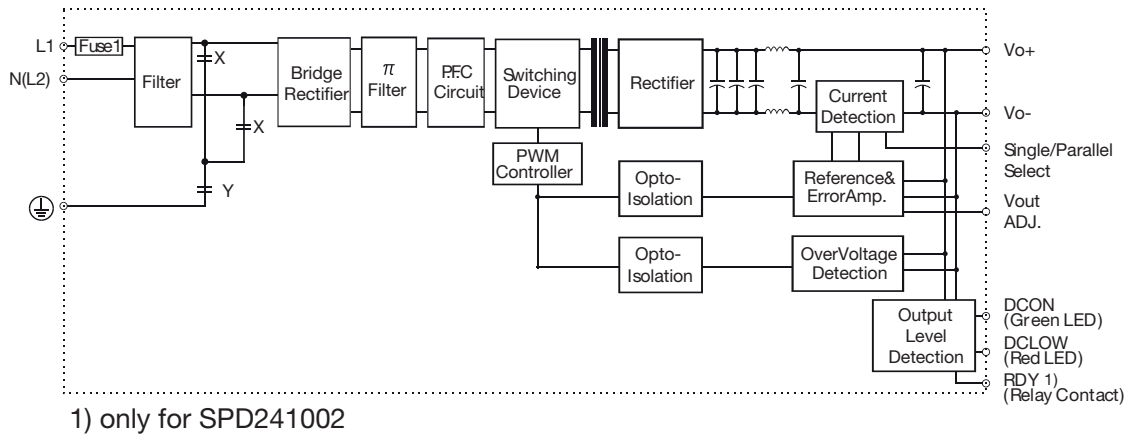 L1
Fuse1
N(L2)
Filter
X
X
Y
Bridge
Rectifier
π
Filter
P.F.C
Circuit
Switching
Device
PWM
Controller
Rectifier
Opto-
Isolation
Opto-
Isolation
Current
Detection
Reference&
ErrorAmp.
OverVoltage
Detection
Output
Level
Detection
Vo+
Vo-
Single/Parallel
Select
Vout
ADJ.
DCON
(Green LED)
DCLOW
(Red LED)
RDY 1)
(Relay Contact)
1) only for SPD241002